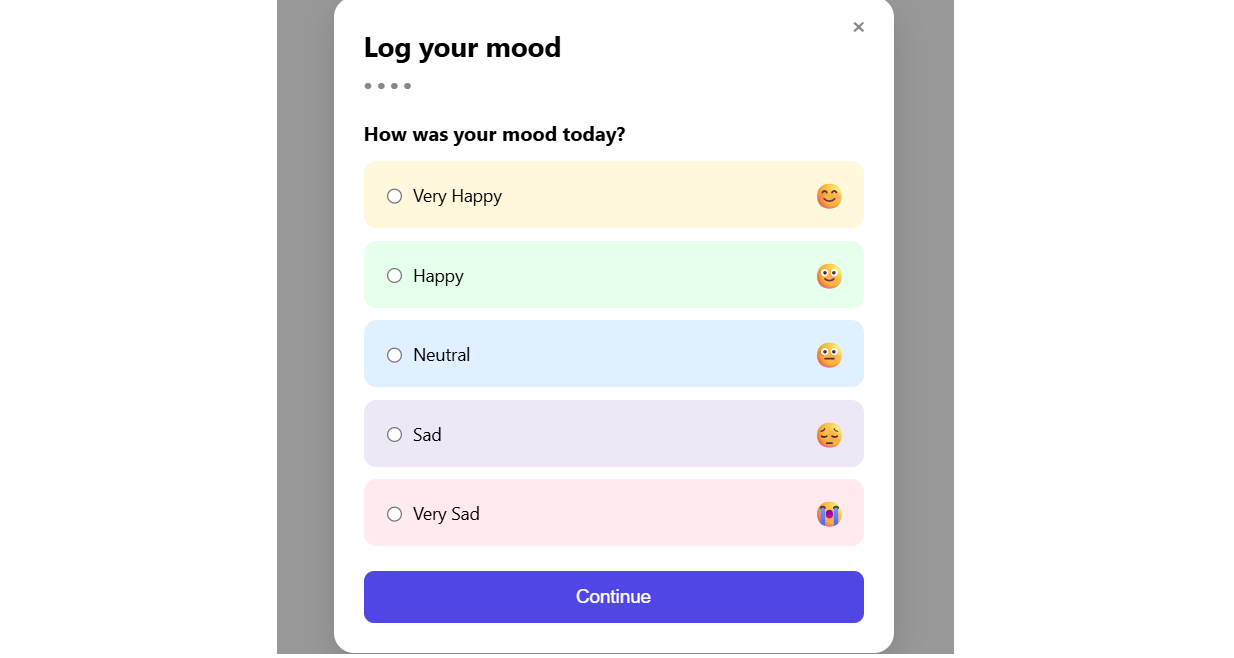 ×
Log your mood
• • • •
How was your mood today?
Very Happy 😊
Happy 🙂
Neutral 😐
Sad 😔
Very Sad 😭
Continue